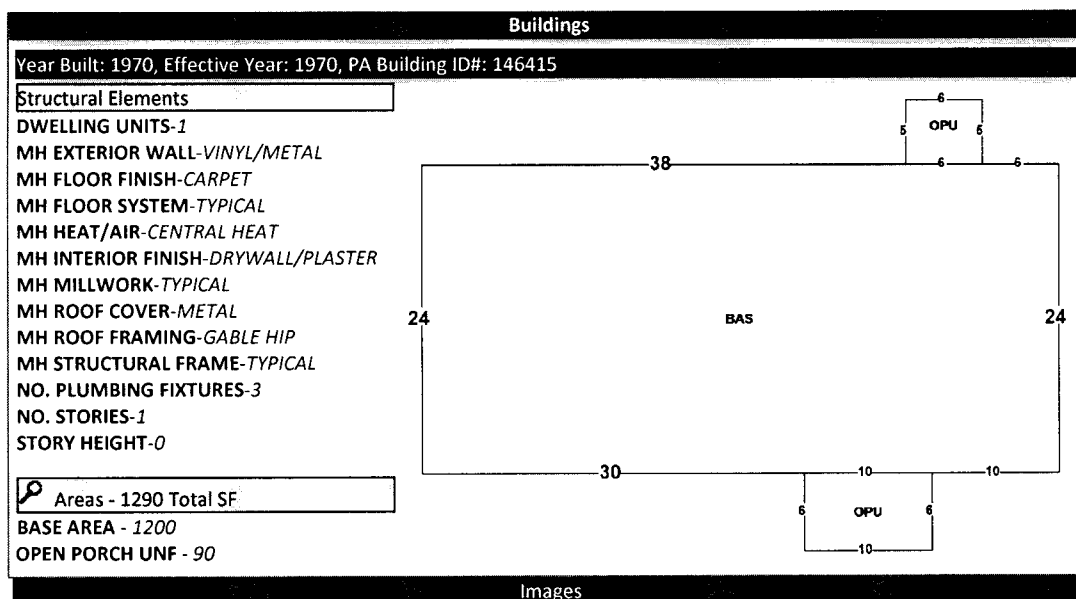 Buildings
Year Built: 1970, Effective Year: 1970, PA Building ID#: 146415
Structural Elements
DWELLING UNITS-1
MH EXTERIOR WALL-VINYL/METAL
MH FLOOR FINISH-CARPET
MH FLOOR SYSTEM-TYPICAL
MH HEAT/AIR-CENTRAL HEAT
MH INTERIOR FINISH-DRYWALL/PLASTER
MH MILLWORK-TYPICAL
MH ROOF COVER-METAL
MH ROOF FRAMING-GABLE HIP
MH STRUCTURAL FRAME-TYPICAL
NO. PLUMBING FIXTURES-3
NO. STORIES-1
STORY HEIGHT-0
Areas - 1290 Total SF
BASE AREA - 1200
OPEN PORCH UNF - 90
6
5 OPU 5
38 6 6
24 BAS 24
30 10 10
6 OPU 6
10
Images